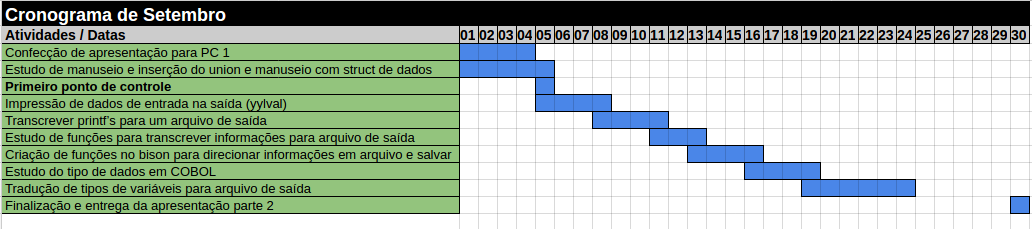 Cronograma de Setembro
Atividades / Datas 01 02 03 04 05 06 07 08 09 10 11 12 13 14 15 16 17 18 19 20 21 22 23 24 25 26 27 28 29 30
Confecção de apresentação para PC 1
Estudo de manuseio e inserção do union e manuseio com struct de dados
Primeiro ponto de controle
Impressão de dados de entrada na saída (yylval)
Transcrever printf's para um arquivo de saída
Estudo de funções para transcrever informações para arquivo de saída
Criação de funções no bison para direcionar informações em arquivo e salvar
Estudo do tipo de dados em COBOL
Tradução de tipos de variáveis para arquivo de saída
Finalização e entrega da apresentação parte 2